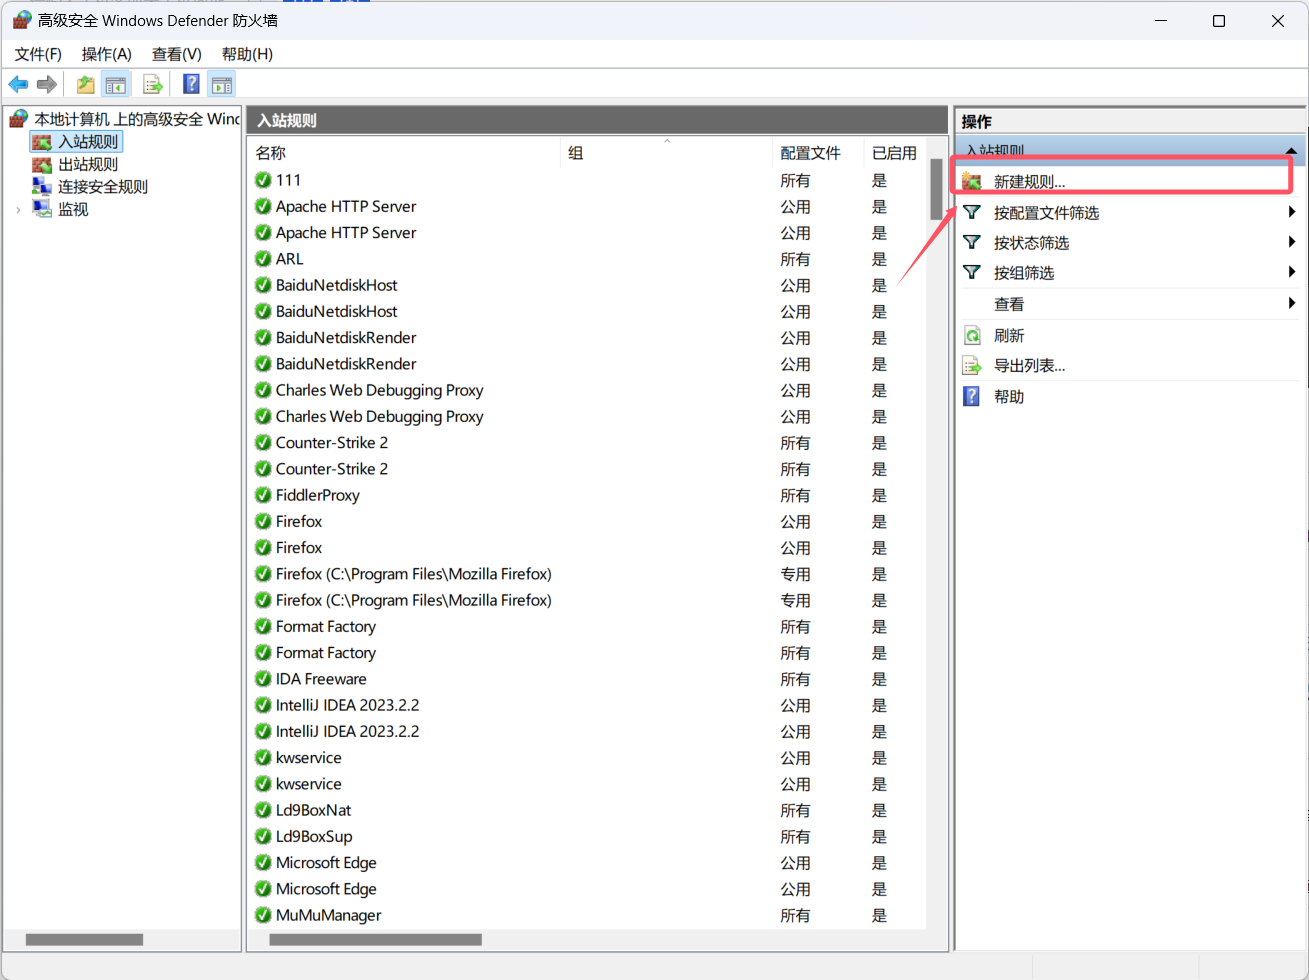 高级安全 Windows Defender 防火墙
文件(F) 操作(A) 查看(V) 帮助(H)
本地计算机 上的高级安全 Wind
入站规则
出站规则
连接安全规则
监视
入站规则
名称 组 配置文件 已启用
111 所有 是
Apache HTTP Server 公用 是
Apache HTTP Server 公用 是
ARL 所有 是
BaiduNetdiskHost 公用 是
BaiduNetdiskHost 公用 是
BaiduNetdiskRender 公用 是
BaiduNetdiskRender 公用 是
Charles Web Debugging Proxy 公用 是
Charles Web Debugging Proxy 公用 是
Counter-Strike 2 所有 是
Counter-Strike 2 所有 是
FiddlerProxy 所有 是
Firefox 公用 是
Firefox 公用 是
Firefox (C:\Program Files\Mozilla Firefox) 专用 是
Firefox (C:\Program Files\Mozilla Firefox) 专用 是
Format Factory 所有 是
Format Factory 所有 是
IDA Freeware 所有 是
IntelliJ IDEA 2023.2.2 公用 是
IntelliJ IDEA 2023.2.2 公用 是
kwservice 公用 是
kwservice 公用 是
Ld9BoxNat 所有 是
Ld9BoxSup 所有 是
Microsoft Edge 公用 是
Microsoft Edge 公用 是
MuMuManager 所有 是
操作
入站规则
新建规则...
按配置文件筛选
按状态筛选
按组筛选
查看
刷新
导出列表...
帮助